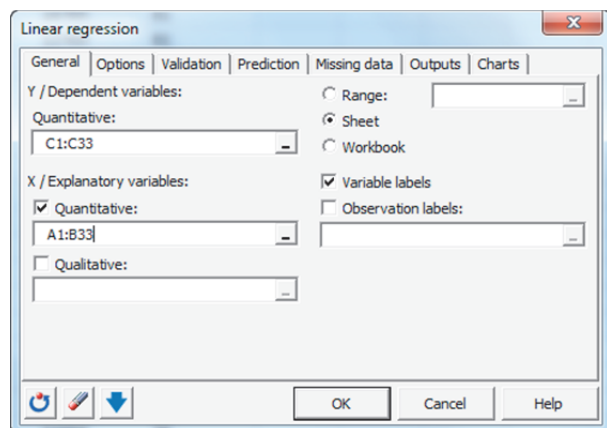 Linear regression
General Options Validation Prediction Missing data Outputs Charts
Y / Dependent variables:
Quantitative:
C1:C33
X / Explanatory variables:
Quantitative:
A1:B33
Qualitative:
Range:
Sheet
Workbook
Variable labels
Observation labels:
OK Cancel Help